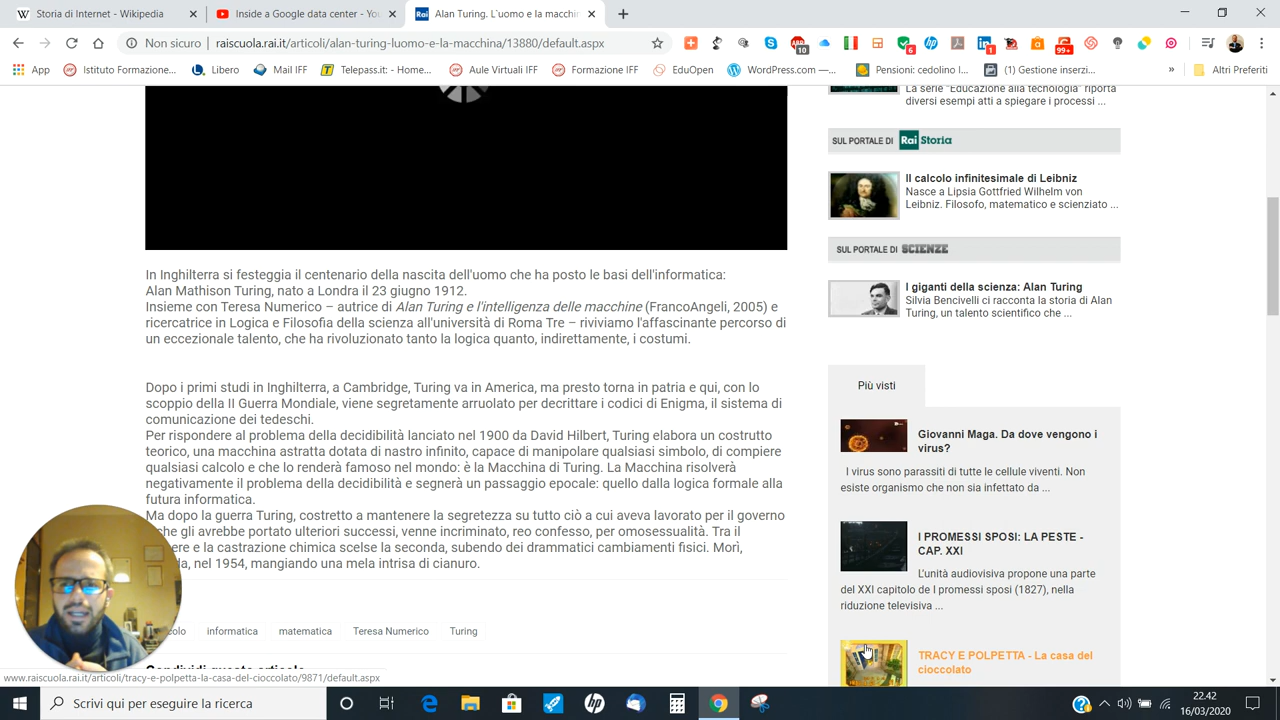 Storia di Internet - Wikipedia
Internet Data Center - You
Alan Turing. L'uomo e la macchin
Non sicuro
raiscuola.rai.it/articoli/alan-turing-luomo-e-la-macchina/13880/default.aspx
10
6
1
99+
App
Istituto Formazione...
Libero
Mail IFF
Telepass.it: - Home...
Aule Virtuali IFF
Formazione IFF
EduOpen
WordPress.com —...
Pensioni: cedolino I...
(1) Gestione inserzi...
»
Altri Preferiti
La serie "Educazione alla tecnologia" riporta
diversi esempi atti a spiegare i processi ...
SUL PORTALE DI Rai Storia
Il calcolo infinitesimale di Leibniz
Nasce a Lipsia Gottfried Wilhelm von
Leibniz. Filosofo, matematico e scienziato ...
SUL PORTALE DI SCIENZE
I giganti della scienza: Alan Turing
Silvia Bencivelli ci racconta la storia di Alan
Turing, un talento scientifico che ...
In Inghilterra si festeggia il centenario della nascita dell'uomo che ha posto le basi dell'informatica:
Alan Mathison Turing, nato a Londra il 23 giugno 1912.
Insieme con Teresa Numerico – autrice di Alan Turing e l'intelligenza delle macchine (FrancoAngeli, 2005) e
ricercatrice in Logica e Filosofia della scienza all'università di Roma Tre – riviviamo l'affascinante percorso di
un eccezionale talento, che ha rivoluzionato tanto la logica quanto, indirettamente, i costumi.
Dopo i primi studi in Inghilterra, a Cambridge, Turing va in America, ma presto torna in patria e qui, con lo
scoppio della II Guerra Mondiale, viene segretamente arruolato per decrittare i codici di Enigma, il sistema di
comunicazione dei tedeschi.
Per rispondere al problema della decidibilità lanciato nel 1900 da David Hilbert, Turing elabora un costrutto
teorico, una macchina astratta dotata di nastro infinito, capace di manipolare qualsiasi simbolo, di compiere
qualsiasi calcolo e che lo renderà famoso nel mondo: è la Macchina di Turing. La Macchina risolverà
negativamente il problema della decidibilità e segnerà un passaggio epocale: quello dalla logica formale alla
futura informatica.
Ma dopo la guerra Turing, costretto a mantenere la segretezza su tutto ciò a cui aveva lavorato per il governo
gli avrebbe portato ulteriori successi, venne incriminato, reo confesso, per omosessualità. Tra il
e la castrazione chimica scelse la seconda, subendo dei drammatici cambiamenti fisici. Morì,
nel 1954, mangiando una mela intrisa di cianuro.
informatica
matematica
Teresa Numerico
Turing
Condividi questo articolo
Più visti
Giovanni Maga. Da dove vengono i
virus?
I virus sono parassiti di tutte le cellule viventi. Non
esiste organismo che non sia infettato da ...
I PROMESSI SPOSI: LA PESTE -
CAP. XXI
L'unità audiovisiva propone una parte
del XXI capitolo de I promessi sposi (1827), nella
riduzione televisiva ...
TRACY E POLPETTA - La casa del
cioccolato
www.raiscuola.rai.it/articoli/tracy-e-polpetta-la-casa-del-cioccolato/9871/default.aspx
Scrivi qui per eseguire la ricerca
22.42
16/03/2020